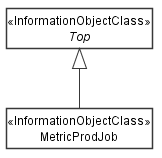 «InformationObjectClass»
Top
«InformationObjectClass»
MetricProdJob